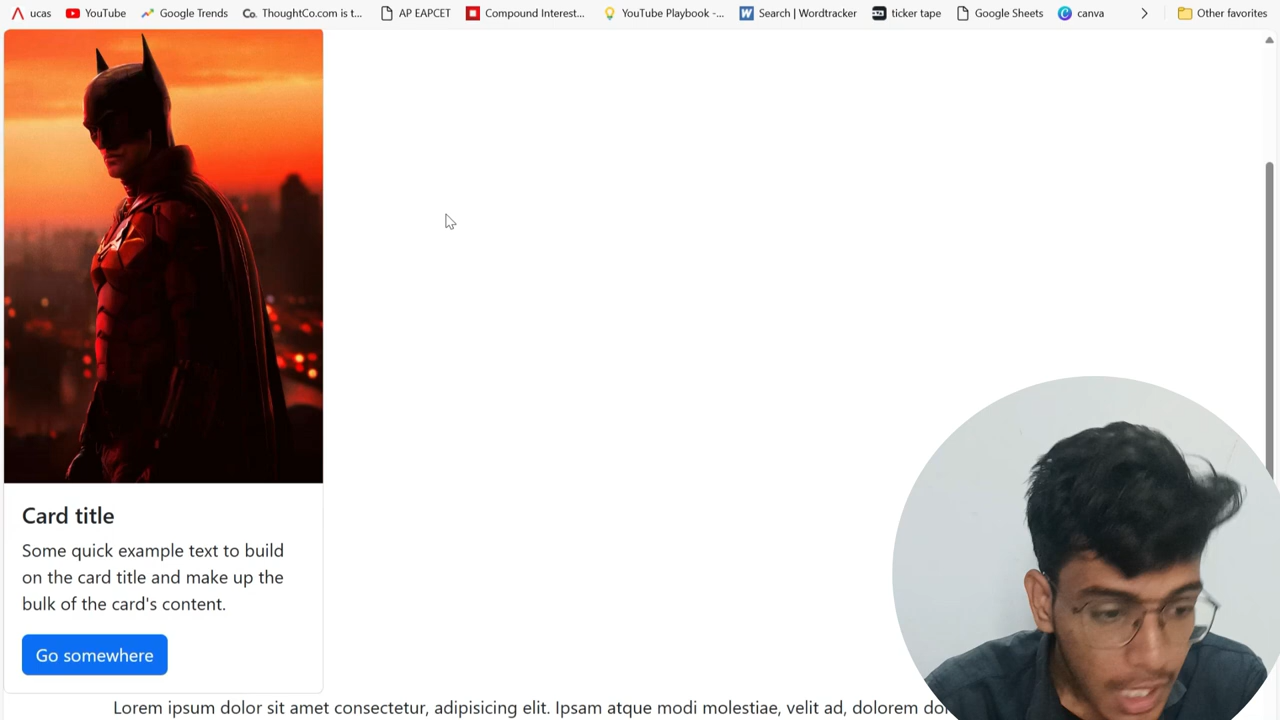 ucas YouTube Google Trends Co. ThoughtCo.com is t... AP EAPCET Compound Interest... YouTube Playbook -... W Search | Wordtracker ticker tape Google Sheets canva Other favorites
Card title
Some quick example text to build
on the card title and make up the
bulk of the card's content.
Go somewhere
Lorem ipsum dolor sit amet consectetur, adipisicing elit. Ipsam atque modi molestiae, velit ad, dolorem dol